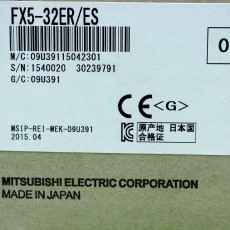 FX5-32ER/ES
M/C:09U39115042301
S/N:1540020 30239791
G/C:09U391
0
CE <G>
MSIP-REI-MEK-09U391
2015.04
原产地 日本国
合格证
MITSUBISHI ELECTRIC CORPORATION
MADE IN JAPAN